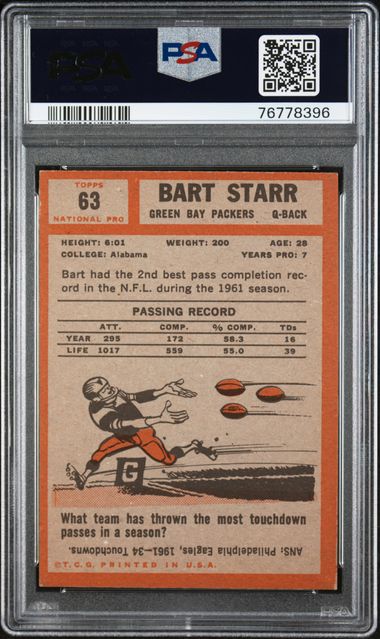 PSA
PSA
76778396
TOPPS
63
NATIONAL PRO
BART STARR
GREEN BAY PACKERS Q-BACK
HEIGHT: 6:01 WEIGHT: 200 AGE: 28
COLLEGE: Alabama YEARS PRO: 7
Bart had the 2nd best pass completion rec-
ord in the N.F.L. during the 1961 season.
PASSING RECORD
ATT. COMP. % COMP. TDs
YEAR 295 172 58.3 16
LIFE 1017 559 55.0 39
G
What team has thrown the most touchdown
passes in a season?
ANS: Philadelphia Eagles, 1961—34 Touchdowns.
©T.C.G. PRINTED IN U.S.A.